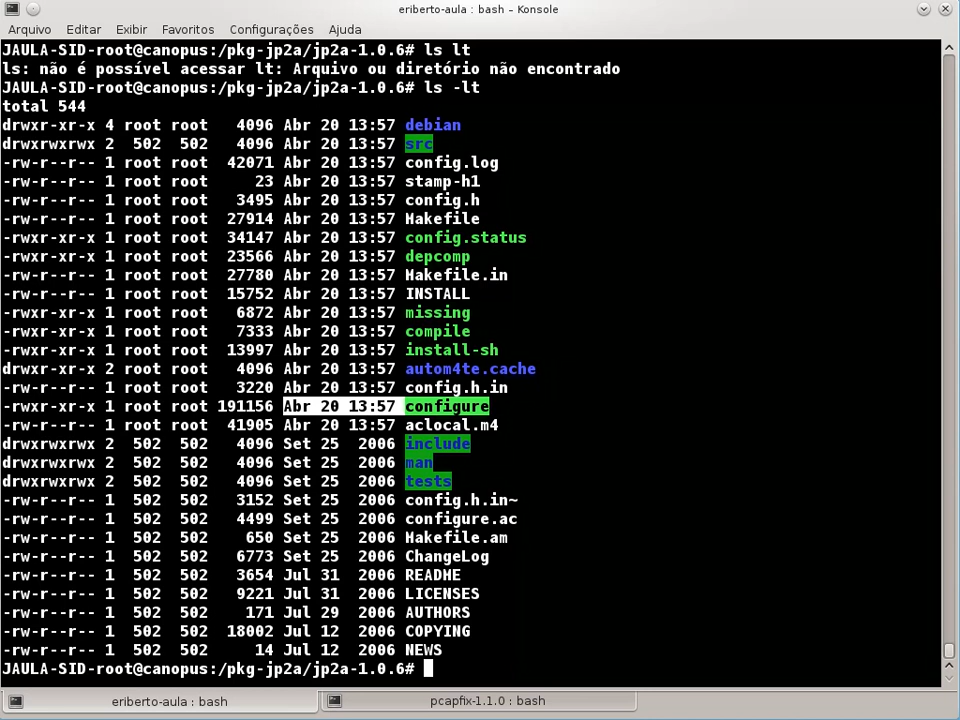 eriberto-aula : bash – Konsole
Arquivo Editar Exibir Favoritos Configurações Ajuda
JAULA-SID-root@canopus:/pkg-jp2a/jp2a-1.0.6# ls lt
ls: não é possível acessar lt: Arquivo ou diretório não encontrado
JAULA-SID-root@canopus:/pkg-jp2a/jp2a-1.0.6# ls -lt
total 544
drwxr-xr-x 4 root root 4096 Abr 20 13:57 debian
drwxrwxrwx 2 502 502 4096 Abr 20 13:57 src
-rw-r--r-- 1 root root 42071 Abr 20 13:57 config.log
-rw-r--r-- 1 root root 23 Abr 20 13:57 stamp-h1
-rw-r--r-- 1 root root 3495 Abr 20 13:57 config.h
-rw-r--r-- 1 root root 27914 Abr 20 13:57 Makefile
-rwxr-xr-x 1 root root 34147 Abr 20 13:57 config.status
-rwxr-xr-x 1 root root 23566 Abr 20 13:57 depcomp
-rw-r--r-- 1 root root 27780 Abr 20 13:57 Makefile.in
-rw-r--r-- 1 root root 15752 Abr 20 13:57 INSTALL
-rwxr-xr-x 1 root root 6872 Abr 20 13:57 missing
-rwxr-xr-x 1 root root 7333 Abr 20 13:57 compile
-rwxr-xr-x 1 root root 13997 Abr 20 13:57 install-sh
drwxr-xr-x 2 root root 4096 Abr 20 13:57 autom4te.cache
-rw-r--r-- 1 root root 3220 Abr 20 13:57 config.h.in
-rwxr-xr-x 1 root root 191156 Abr 20 13:57 configure
-rw-r--r-- 1 root root 41905 Abr 20 13:57 aclocal.m4
drwxrwxrwx 2 502 502 4096 Set 25 2006 include
drwxrwxrwx 2 502 502 4096 Set 25 2006 man
drwxrwxrwx 2 502 502 4096 Set 25 2006 tests
-rw-r--r-- 1 502 502 3152 Set 25 2006 config.h.in~
-rw-r--r-- 1 502 502 4499 Set 25 2006 configure.ac
-rw-r--r-- 1 502 502 650 Set 25 2006 Makefile.am
-rw-r--r-- 1 502 502 6773 Set 25 2006 ChangeLog
-rw-r--r-- 1 502 502 3654 Jul 31 2006 README
-rw-r--r-- 1 502 502 9221 Jul 31 2006 LICENSES
-rw-r--r-- 1 502 502 171 Jul 29 2006 AUTHORS
-rw-r--r-- 1 502 502 18002 Jul 12 2006 COPYING
-rw-r--r-- 1 502 502 14 Jul 12 2006 NEWS
JAULA-SID-root@canopus:/pkg-jp2a/jp2a-1.0.6#
eriberto-aula : bash pcapfix-1.1.0 : bash